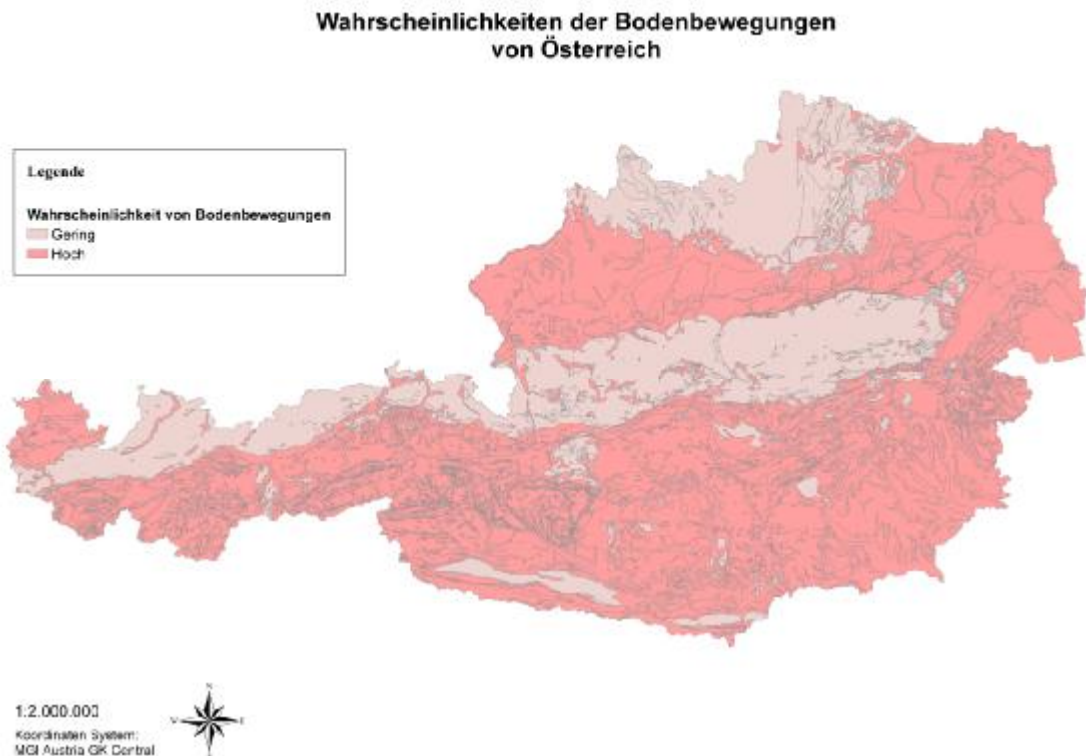 Wahrscheinlichkeiten der Bodenbewegungen
von Österreich
Legende
Wahrscheinlichkeit von Bodenbewegungen
Gering
Hoch
1:2.000.000
Koordinaten System:
MGI Austria GK Central
N
W
E